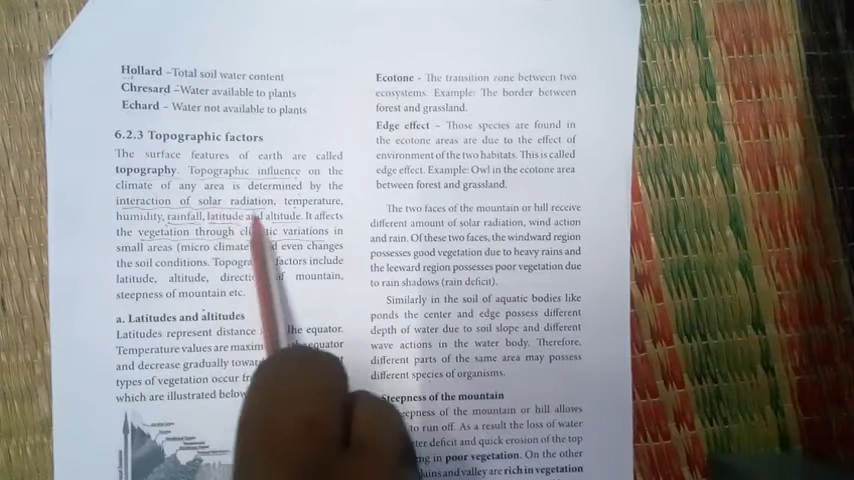 Hollard –Total soil water content
Chresard –Water available to plants
Echard – Water not available to plants
6.2.3 Topographic factors
The surface features of earth are called
topography. Topographic influence on the
climate of any area is determined by the
interaction of solar radiation, temperature,
humidity, rainfall, latitude and altitude. It affects
the vegetation through climatic variations in
small areas (micro climate) and even changes
the soil conditions. Topographic factors include
latitude, altitude, direction of mountain,
steepness of mountain etc.
a. Latitudes and altitudes
Latitudes represent distance the equator.
Temperature values are equator
and decrease gradually
types of vegetation occur
which are illustrated below
Ecotone - The transition zone between two
ecosystems. Example: The border between
forest and grassland.
Edge effect – Those species are found in
the ecotone areas are due to the effect of
environment of the two habitats. This is called
edge effect. Example: Owl in the ecotone area
between forest and grassland.
The two faces of the mountain or hill receive
different amount of solar radiation, wind action
and rain. Of these two faces, the windward region
possesses good vegetation due to heavy rains and
the leeward region possesses poor vegetation due
to rain shadows (rain deficit).
Similarly in the soil of aquatic bodies like
ponds the center and edge possess different
depth of water due to soil slope and different
wave actions in the water body. Therefore,
different parts of the same area may possess
different species of organisms.
Steepness of the mountain
steepness of the mountain or hill allows
to run off. As a result the loss of water
deficit and quick erosion of the top
in poor vegetation. On the other
and valley are rich in vegetation